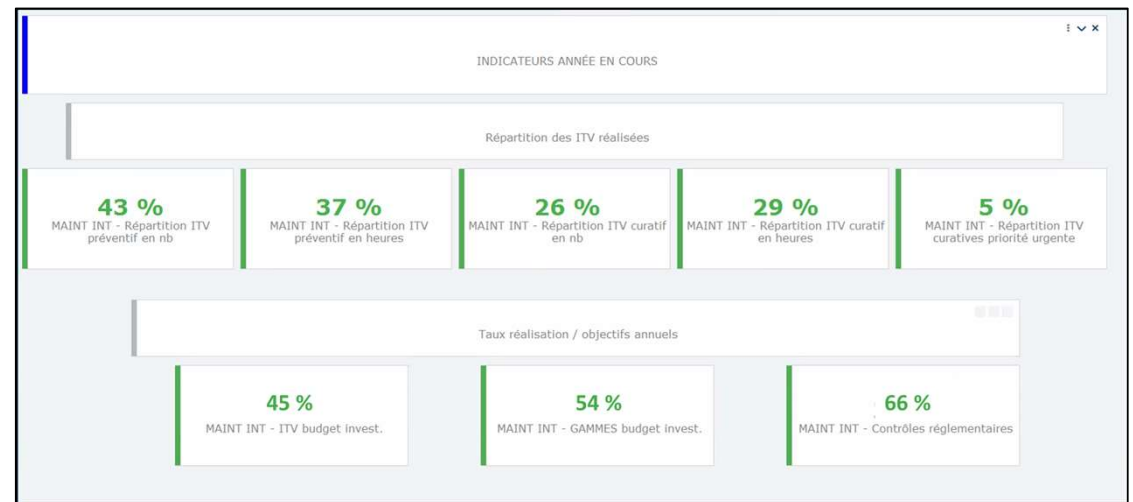 INDICATEURS ANNÉE EN COURS
Répartition des ITV réalisées
43 %
MAINT INT - Répartition ITV
préventif en nb
37 %
MAINT INT - Répartition ITV
préventif en heures
26 %
MAINT INT - Répartition ITV curatif
en nb
29 %
MAINT INT - Répartition ITV curatif
en heures
5 %
MAINT INT - Répartition ITV
curatives priorité urgente
Taux réalisation / objectifs annuels
45 %
MAINT INT - ITV budget invest.
54 %
MAINT INT - GAMMES budget invest.
66 %
MAINT INT - Contrôles réglementaires